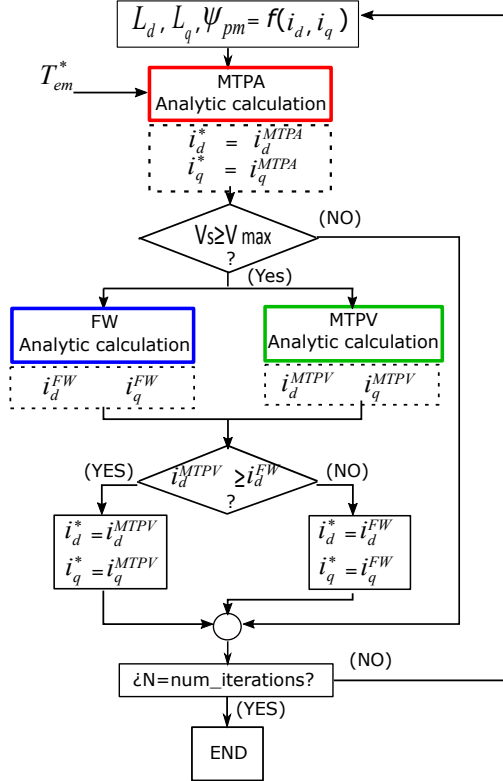 L_d, L_q, Ψ_pm = f(i_d, i_q)
T*_em
MTPA
Analytic calculation
i*_d = i_d^MTPA
i*_q = i_q^MTPA
Vs≥V max
?
(NO)
(Yes)
FW
Analytic calculation
MTPV
Analytic calculation
i_d^FW i_q^FW
i_d^MTPV i_q^MTPV
(YES)
i_d^MTPV ≥ i_d^FW
?
(NO)
i*_d = i_d^MTPV
i*_q = i_q^MTPV
i*_d = i_d^FW
i*_q = i_q^FW
¿N=num_iterations?
(NO)
(YES)
END